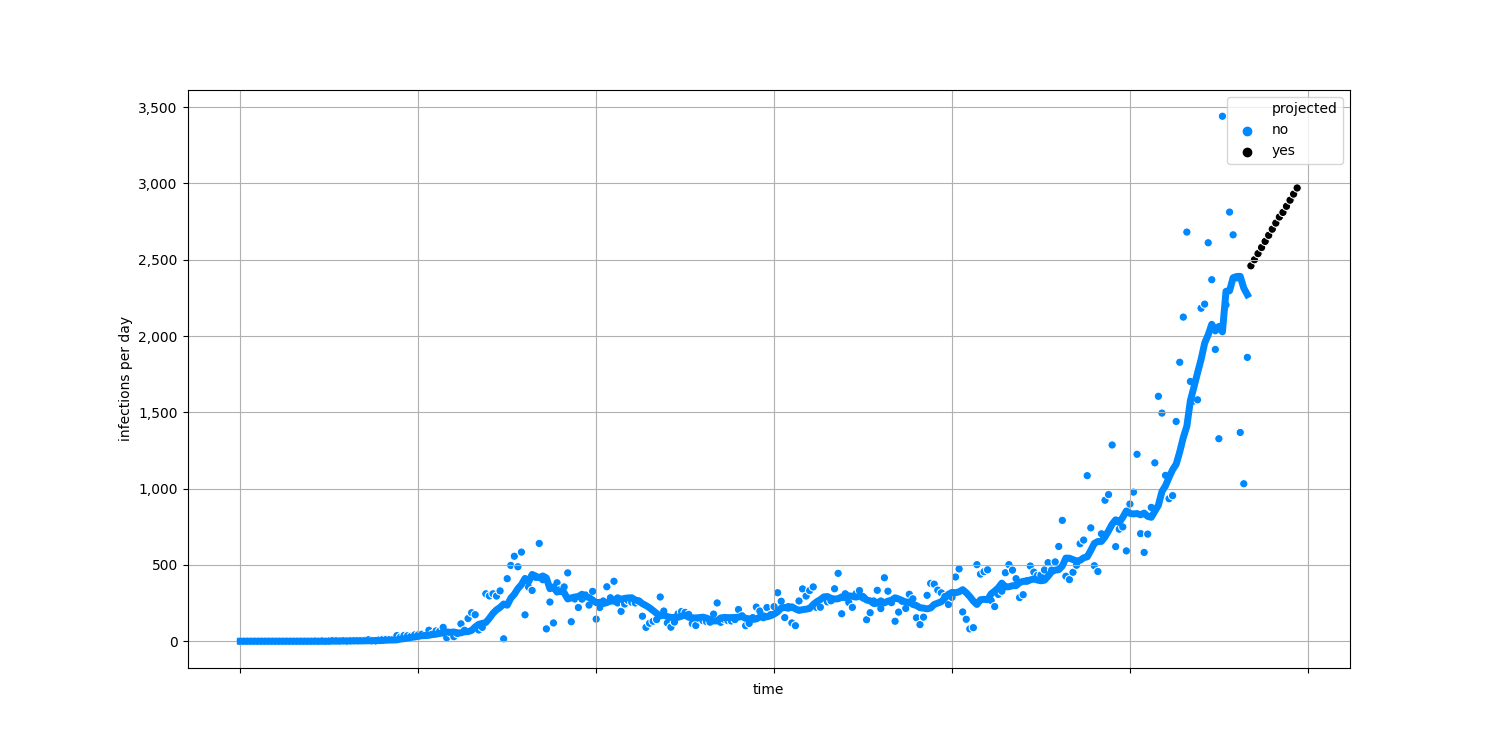 3,500
3,000
2,500
2,000
1,500
1,000
500
0
infections per day
time
projected
no
yes